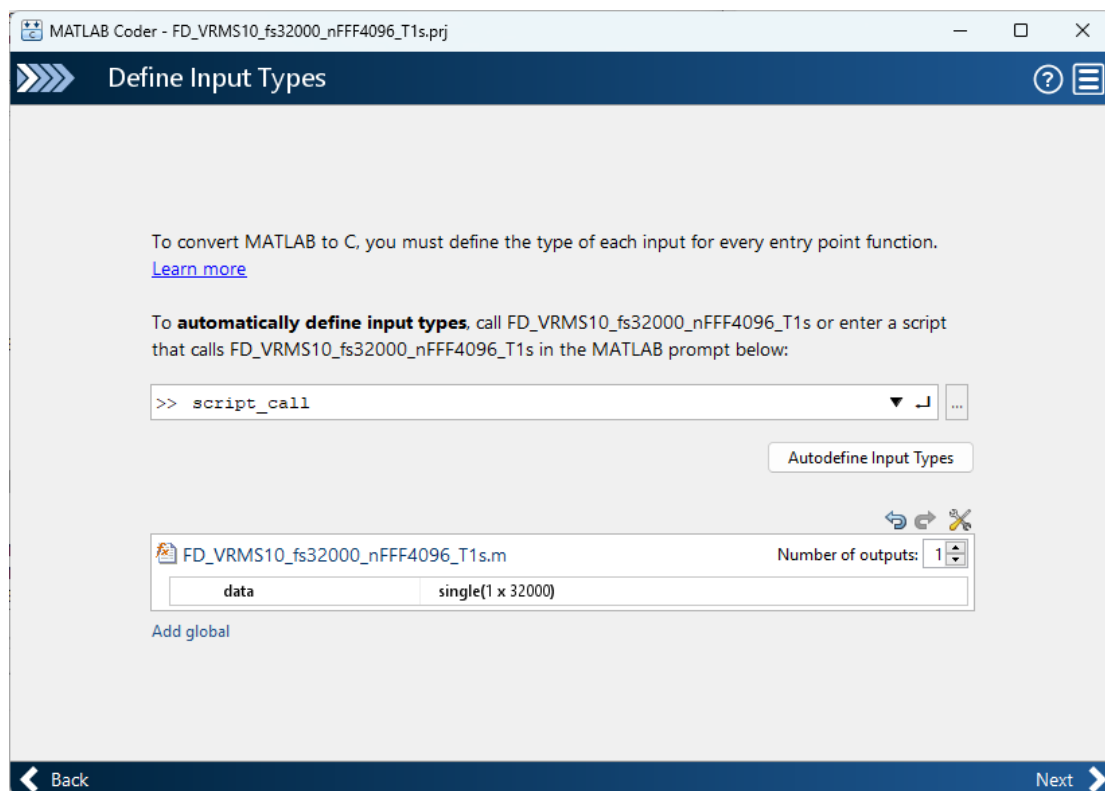 MATLAB Coder - FD_VRMS10_fs32000_nFFF4096_T1s.prj
Define Input Types
To convert MATLAB to C, you must define the type of each input for every entry point function.
Learn more
To automatically define input types, call FD_VRMS10_fs32000_nFFF4096_T1s or enter a script
that calls FD_VRMS10_fs32000_nFFF4096_T1s in the MATLAB prompt below:
>> script_call
...
Autodefine Input Types
FD_VRMS10_fs32000_nFFF4096_T1s.m Number of outputs: 1
data single(1 x 32000)
Add global
Back Next